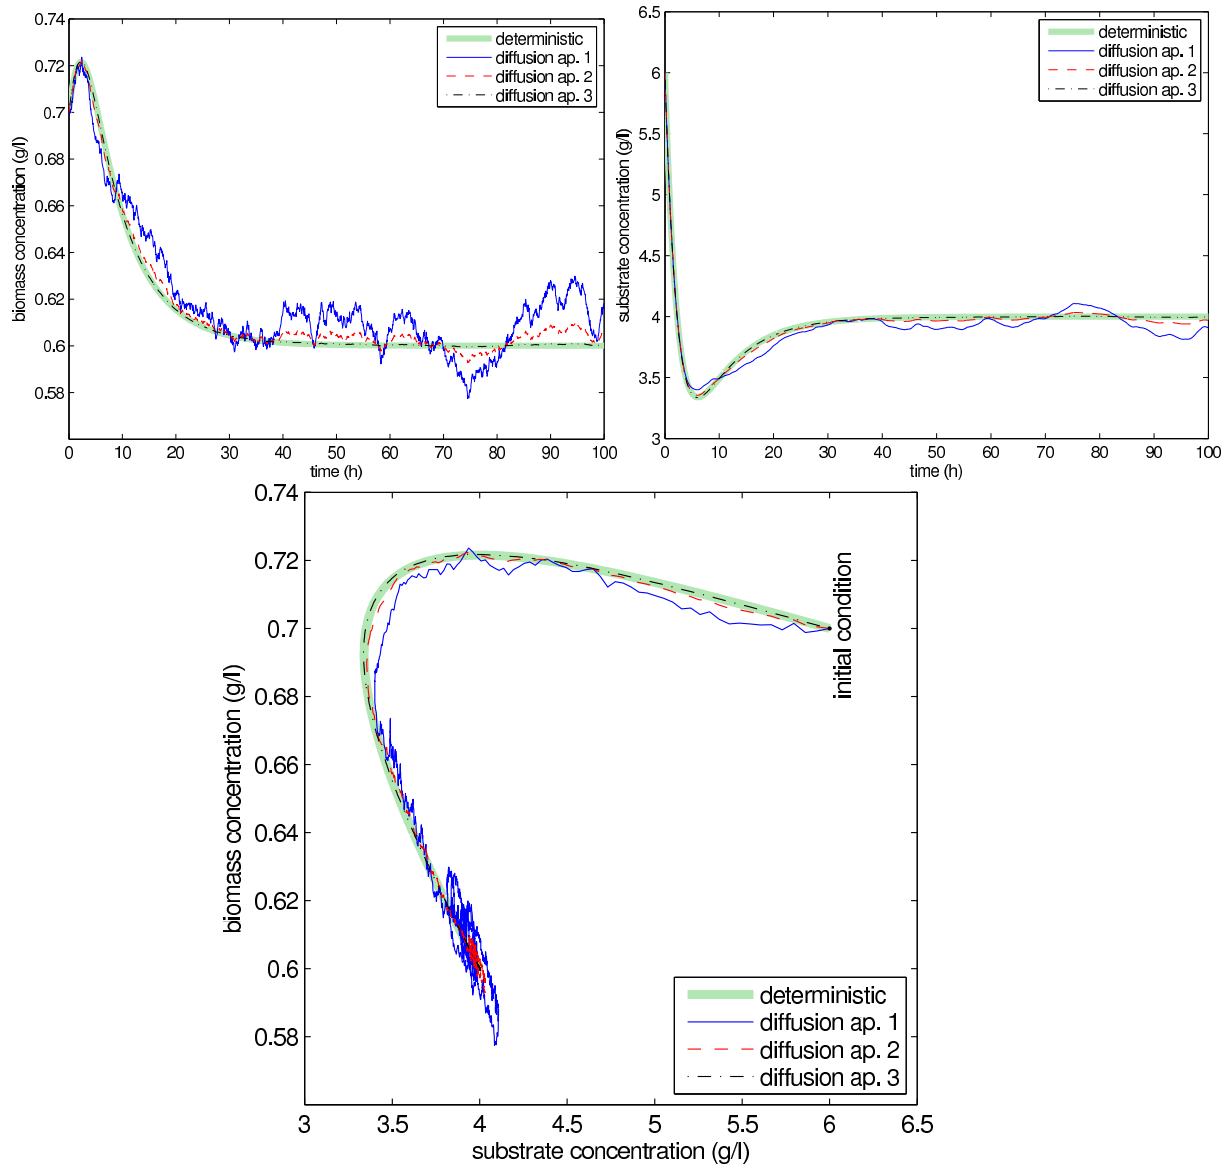 0.74
0.72
0.7
0.68
0.66
0.64
0.62
0.6
0.58
biomass concentration (g/l)
0 10 20 30 40 50 60 70 80 90 100
time (h)
deterministic
diffusion ap. 1
diffusion ap. 2
diffusion ap. 3
6.5
6
5.5
5
4.5
4
3.5
3
substrate concentration (g/l)
0 10 20 30 40 50 60 70 80 90 100
time (h)
deterministic
diffusion ap. 1
diffusion ap. 2
diffusion ap. 3
0.74
0.72
0.7
0.68
0.66
0.64
0.62
0.6
0.58
biomass concentration (g/l)
initial condition
deterministic
diffusion ap. 1
diffusion ap. 2
diffusion ap. 3
3 3.5 4 4.5 5 5.5 6 6.5
substrate concentration (g/l)